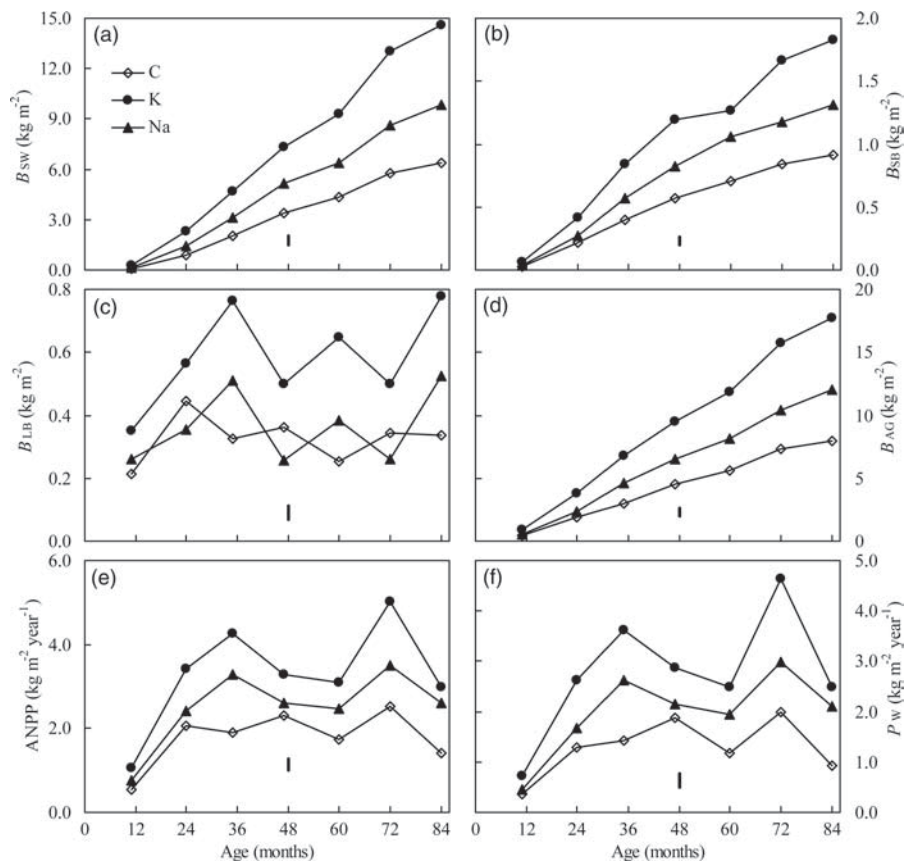 (a)
C
K
Na
B SW (kg m⁻²)
15.0
12.0
9.0
6.0
3.0
0.0
(b)
B SB (kg m⁻²)
2.0
1.5
1.0
0.5
0.0
(c)
B LB (kg m⁻²)
0.8
0.6
0.4
0.2
0.0
(d)
B AG (kg m⁻²)
20
15
10
5
0
(e)
ANPP (kg m⁻² year⁻¹)
6.0
4.0
2.0
0.0
0 12 24 36 48 60 72 84
Age (months)
(f)
P W (kg m⁻² year⁻¹)
5.0
4.0
3.0
2.0
1.0
0.0
0 12 24 36 48 60 72 84
Age (months)